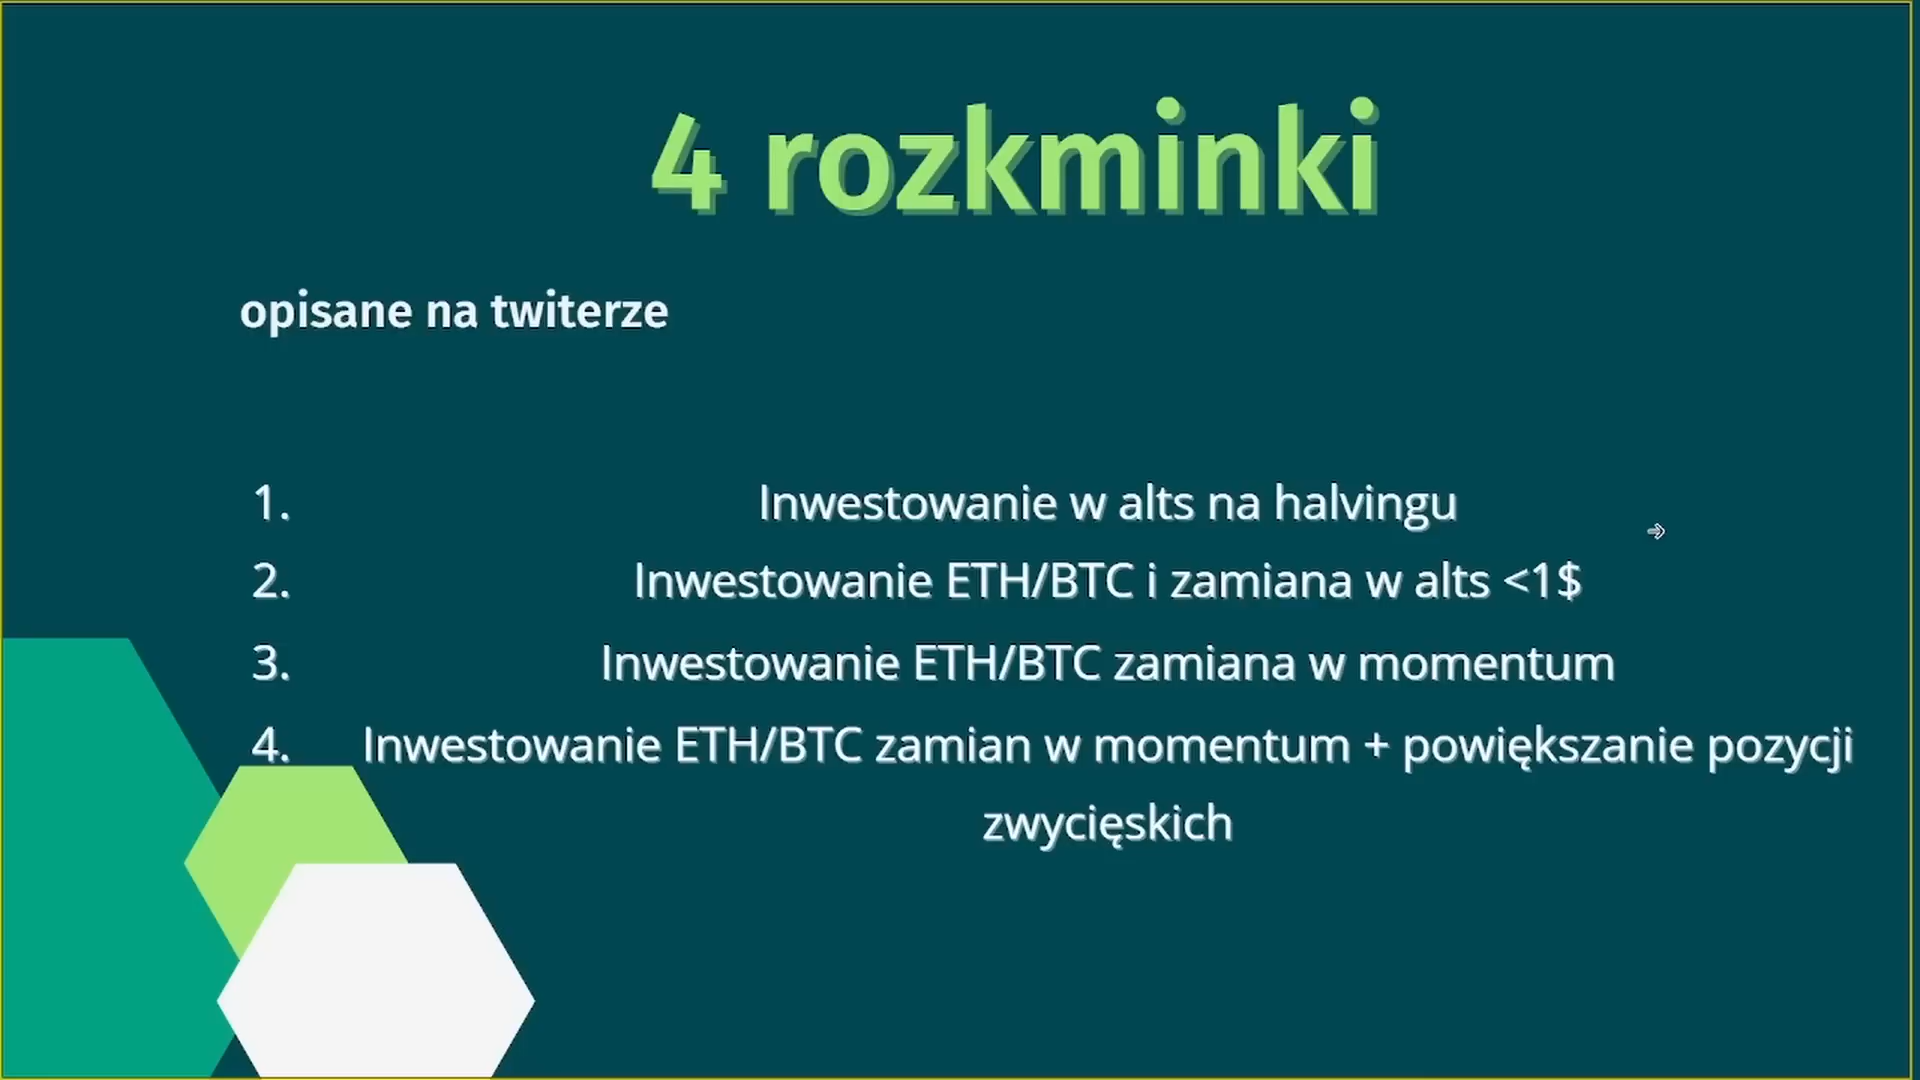 4 rozkminki
opisane na twiterze
1. Inwestowanie w alts na halvingu
2. Inwestowanie ETH/BTC i zamiana w alts <1$
3. Inwestowanie ETH/BTC zamiana w momentum
4. Inwestowanie ETH/BTC zamian w momentum + powiększanie pozycji
zwycięskich